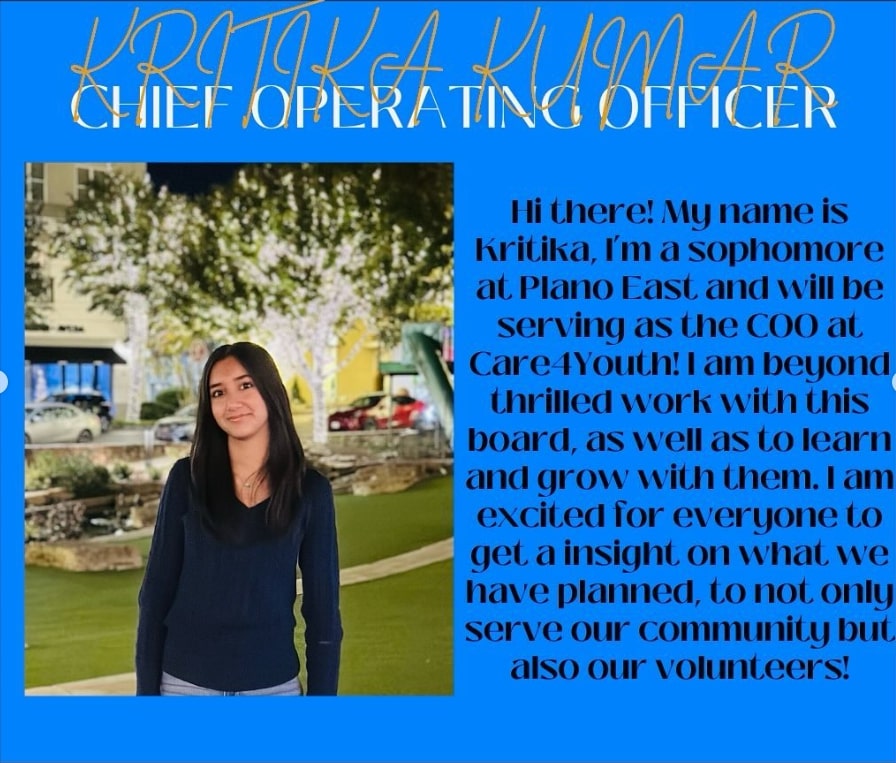 KRITIKA KUMAR
CHIEF OPERATING OFFICER
Hi there! My name is
Kritika, I'm a sophomore
at Plano East and will be
serving as the COO at
Care4Youth! I am beyond
thrilled work with this
board, as well as to learn
and grow with them. I am
excited for everyone to
get a insight on what we
have planned, to not only
serve our community but
also our volunteers!